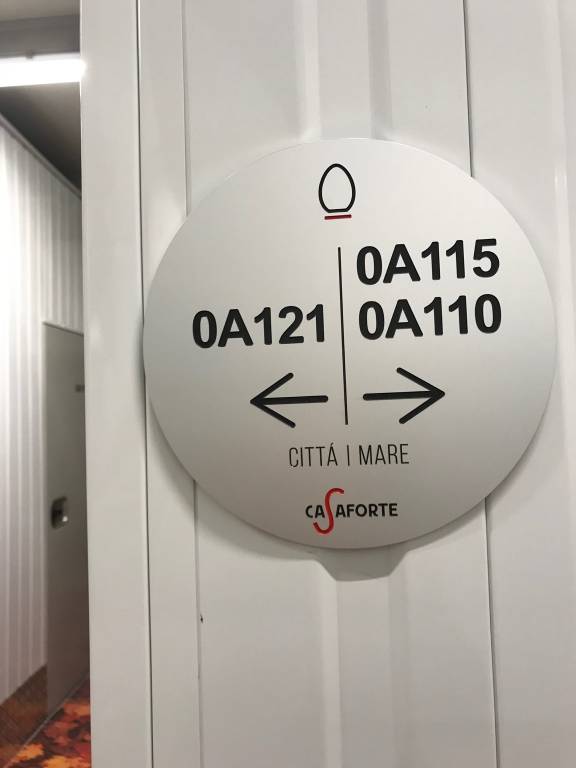 0A121
0A115
0A110
CITTÁ | MARE
CASAFORTE